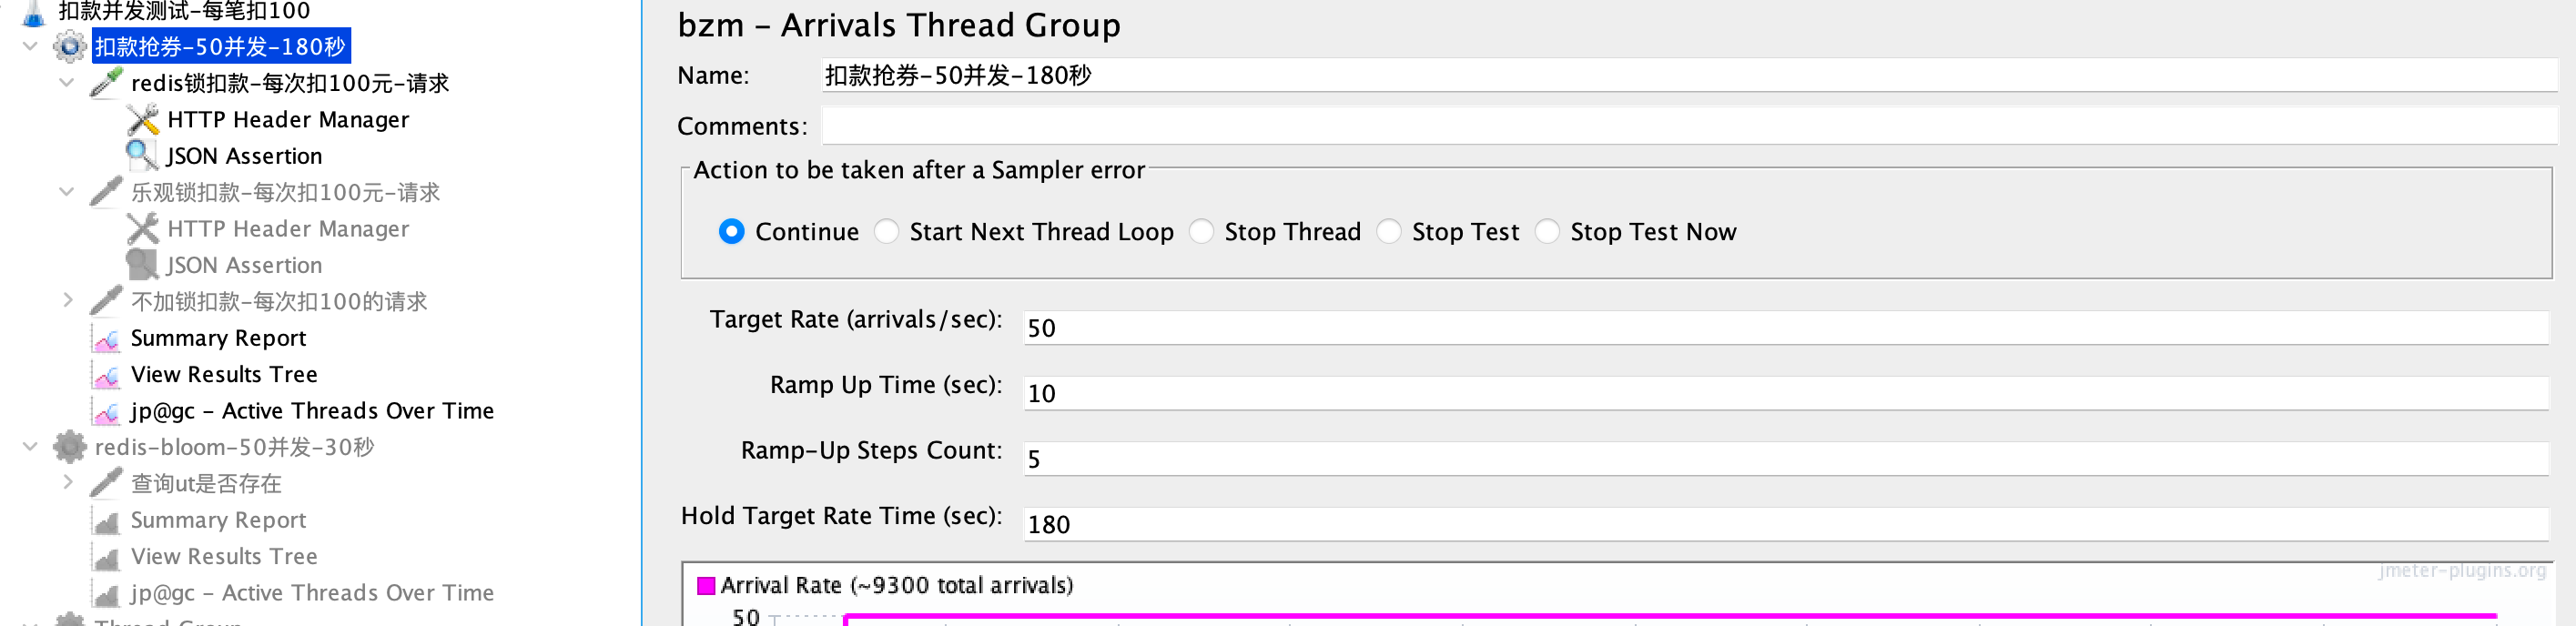 扣款并发测试-每笔扣100
扣款抢券-50并发-180秒
redis锁扣款-每次扣100元-请求
HTTP Header Manager
JSON Assertion
乐观锁扣款-每次扣100元-请求
HTTP Header Manager
JSON Assertion
不加锁扣款-每次扣100的请求
Summary Report
View Results Tree
jp@gc - Active Threads Over Time
redis-bloom-50并发-30秒
查询ut是否存在
Summary Report
View Results Tree
jp@gc - Active Threads Over Time
Thread Group
bzm - Arrivals Thread Group
Name: 扣款抢券-50并发-180秒
Comments:
Action to be taken after a Sampler error
Continue Start Next Thread Loop Stop Thread Stop Test Stop Test Now
Target Rate (arrivals/sec): 50
Ramp Up Time (sec): 10
Ramp-Up Steps Count: 5
Hold Target Rate Time (sec): 180
jmeter-plugins.org
Arrival Rate (~9300 total arrivals)
50